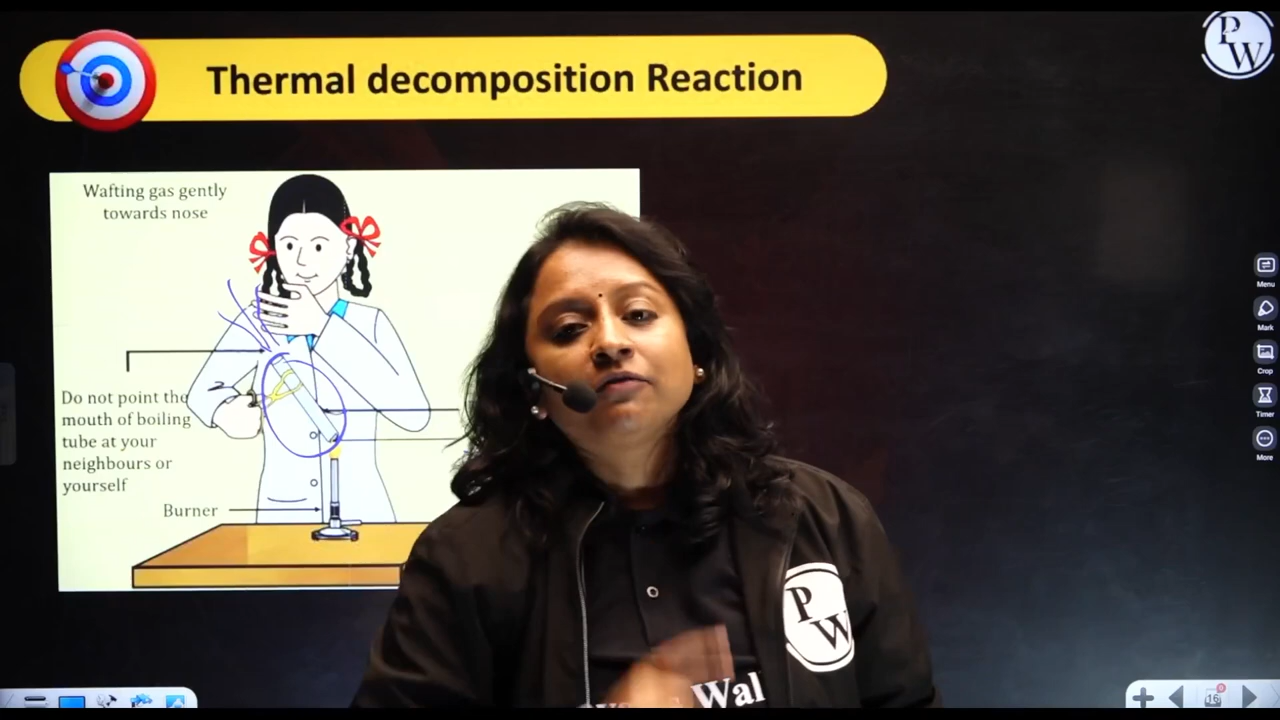 Thermal decomposition Reaction
PW
Wafting gas gently
towards nose
Do not point the
mouth of boiling
tube at your
neighbours or
yourself
Burner
Menu
Mark
Crop
Timer
More
PW
Wal
16